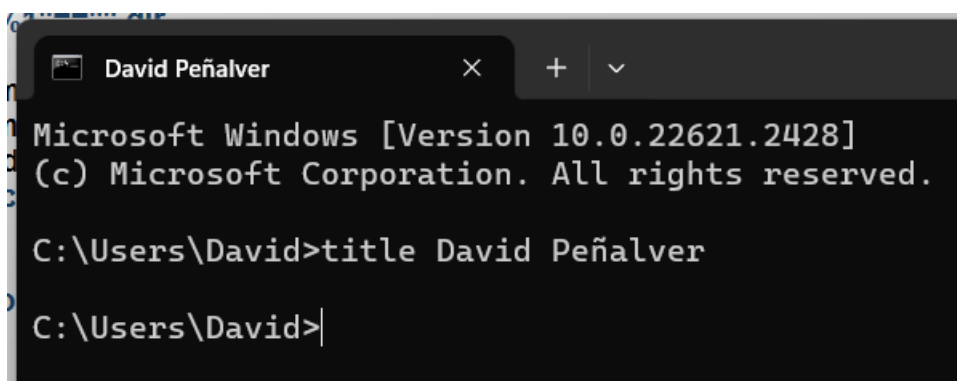 David Peñalver
Microsoft Windows [Version 10.0.22621.2428]
(c) Microsoft Corporation. All rights reserved.
C:\Users\David>title David Peñalver
C:\Users\David>